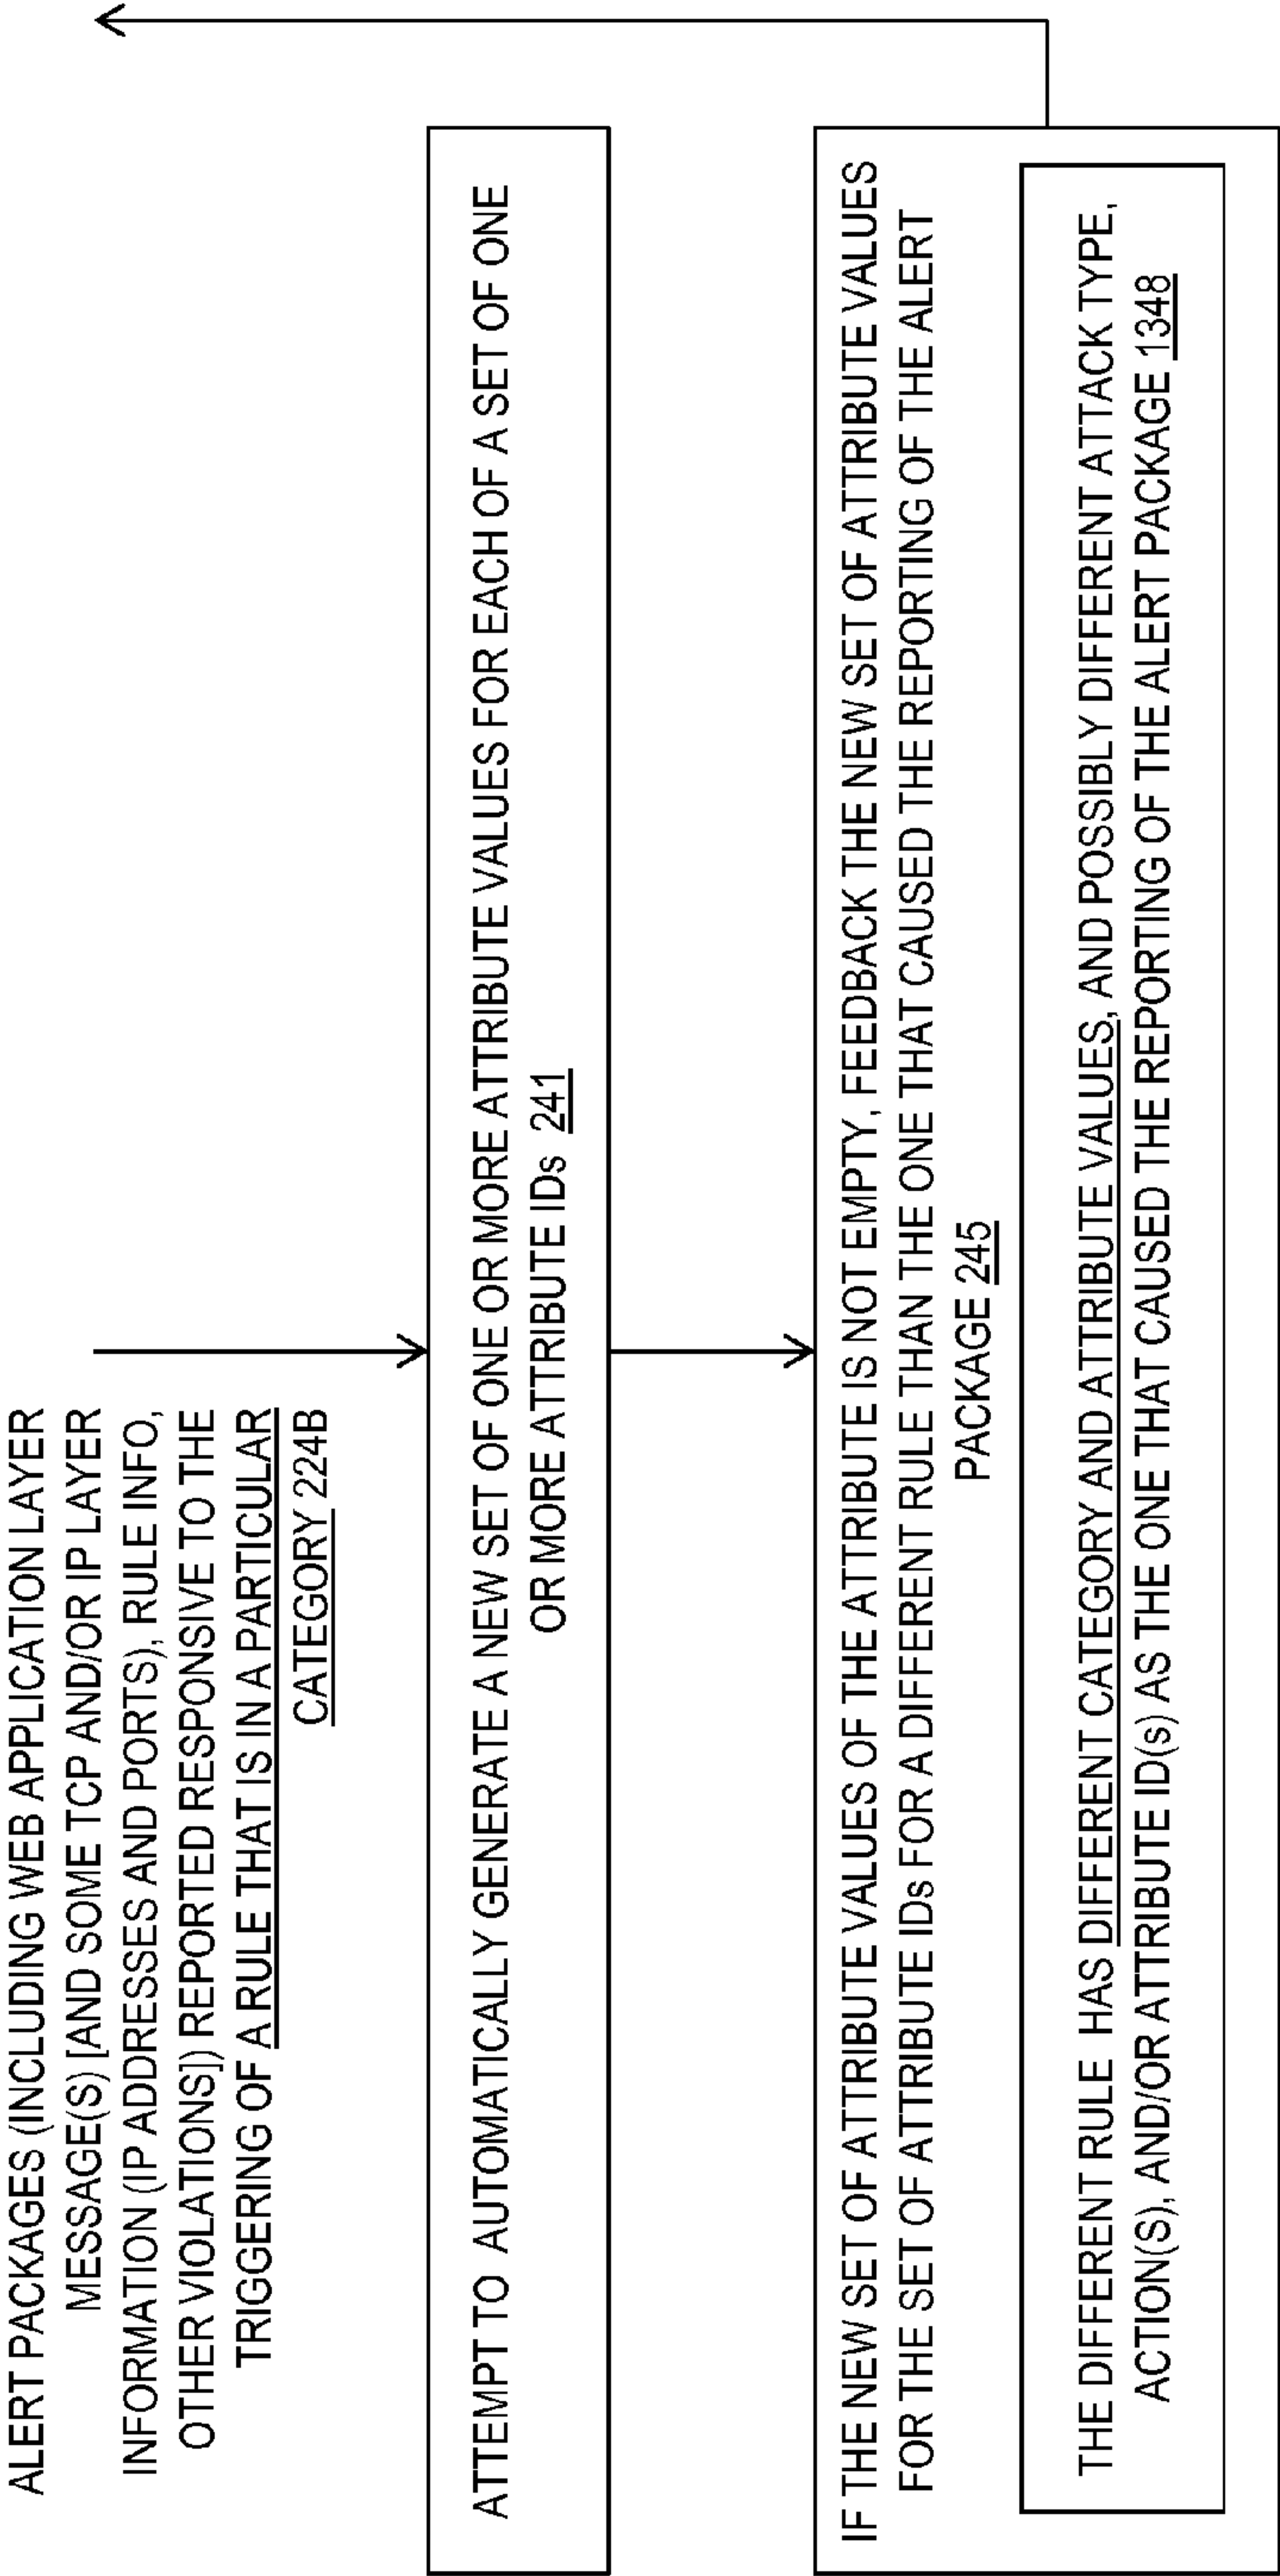 ALERT PACKAGES (INCLUDING WEB APPLICATION LAYER
MESSAGE(S) [AND SOME TCP AND/OR IP LAYER
INFORMATION (IP ADDRESSES AND PORTS), RULE INFO,
OTHER VIOLATIONS]) REPORTED RESPONSIVE TO THE
TRIGGERING OF A RULE THAT IS IN A PARTICULAR
CATEGORY 224B
ATTEMPT TO AUTOMATICALLY GENERATE A NEW SET OF ONE OR MORE ATTRIBUTE VALUES FOR EACH OF A SET OF ONE
OR MORE ATTRIBUTE IDs 241
IF THE NEW SET OF ATTRIBUTE VALUES OF THE ATTRIBUTE IS NOT EMPTY, FEEDBACK THE NEW SET OF ATTRIBUTE VALUES
FOR THE SET OF ATTRIBUTE IDs FOR A DIFFERENT RULE THAN THE ONE THAT CAUSED THE REPORTING OF THE ALERT
PACKAGE 245
THE DIFFERENT RULE HAS DIFFERENT CATEGORY AND ATTRIBUTE VALUES, AND POSSIBLY DIFFERENT ATTACK TYPE,
ACTION(S), AND/OR ATTRIBUTE ID(s) AS THE ONE THAT CAUSED THE REPORTING OF THE ALERT PACKAGE 1348